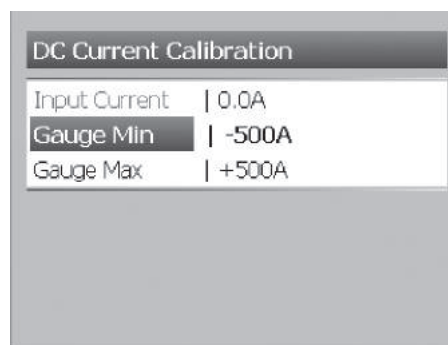 DC Current Calibration
Input Current | 0.0A
Gauge Min | -500A
Gauge Max | +500A